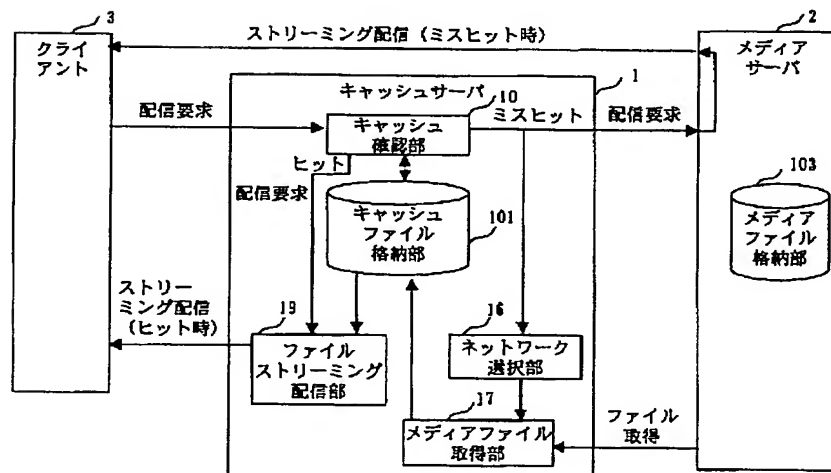 3
クライ
アント
ストリーミング配信（ミスヒット時）
2
メディア
サーバ
1
キャッシュサーバ
配信要求
10
キャッシュ
確認部
ミスヒット
配信要求
ヒット
配信要求
キャッシュ
ファイル
格納部
101
103
メディア
ファイル
格納部
ストリー
ミング配信
（ヒット時）
19
ファイル
ストリーミング
配信部
16
ネットワーク
選択部
17
メディアファイル
取得部
ファイル
取得